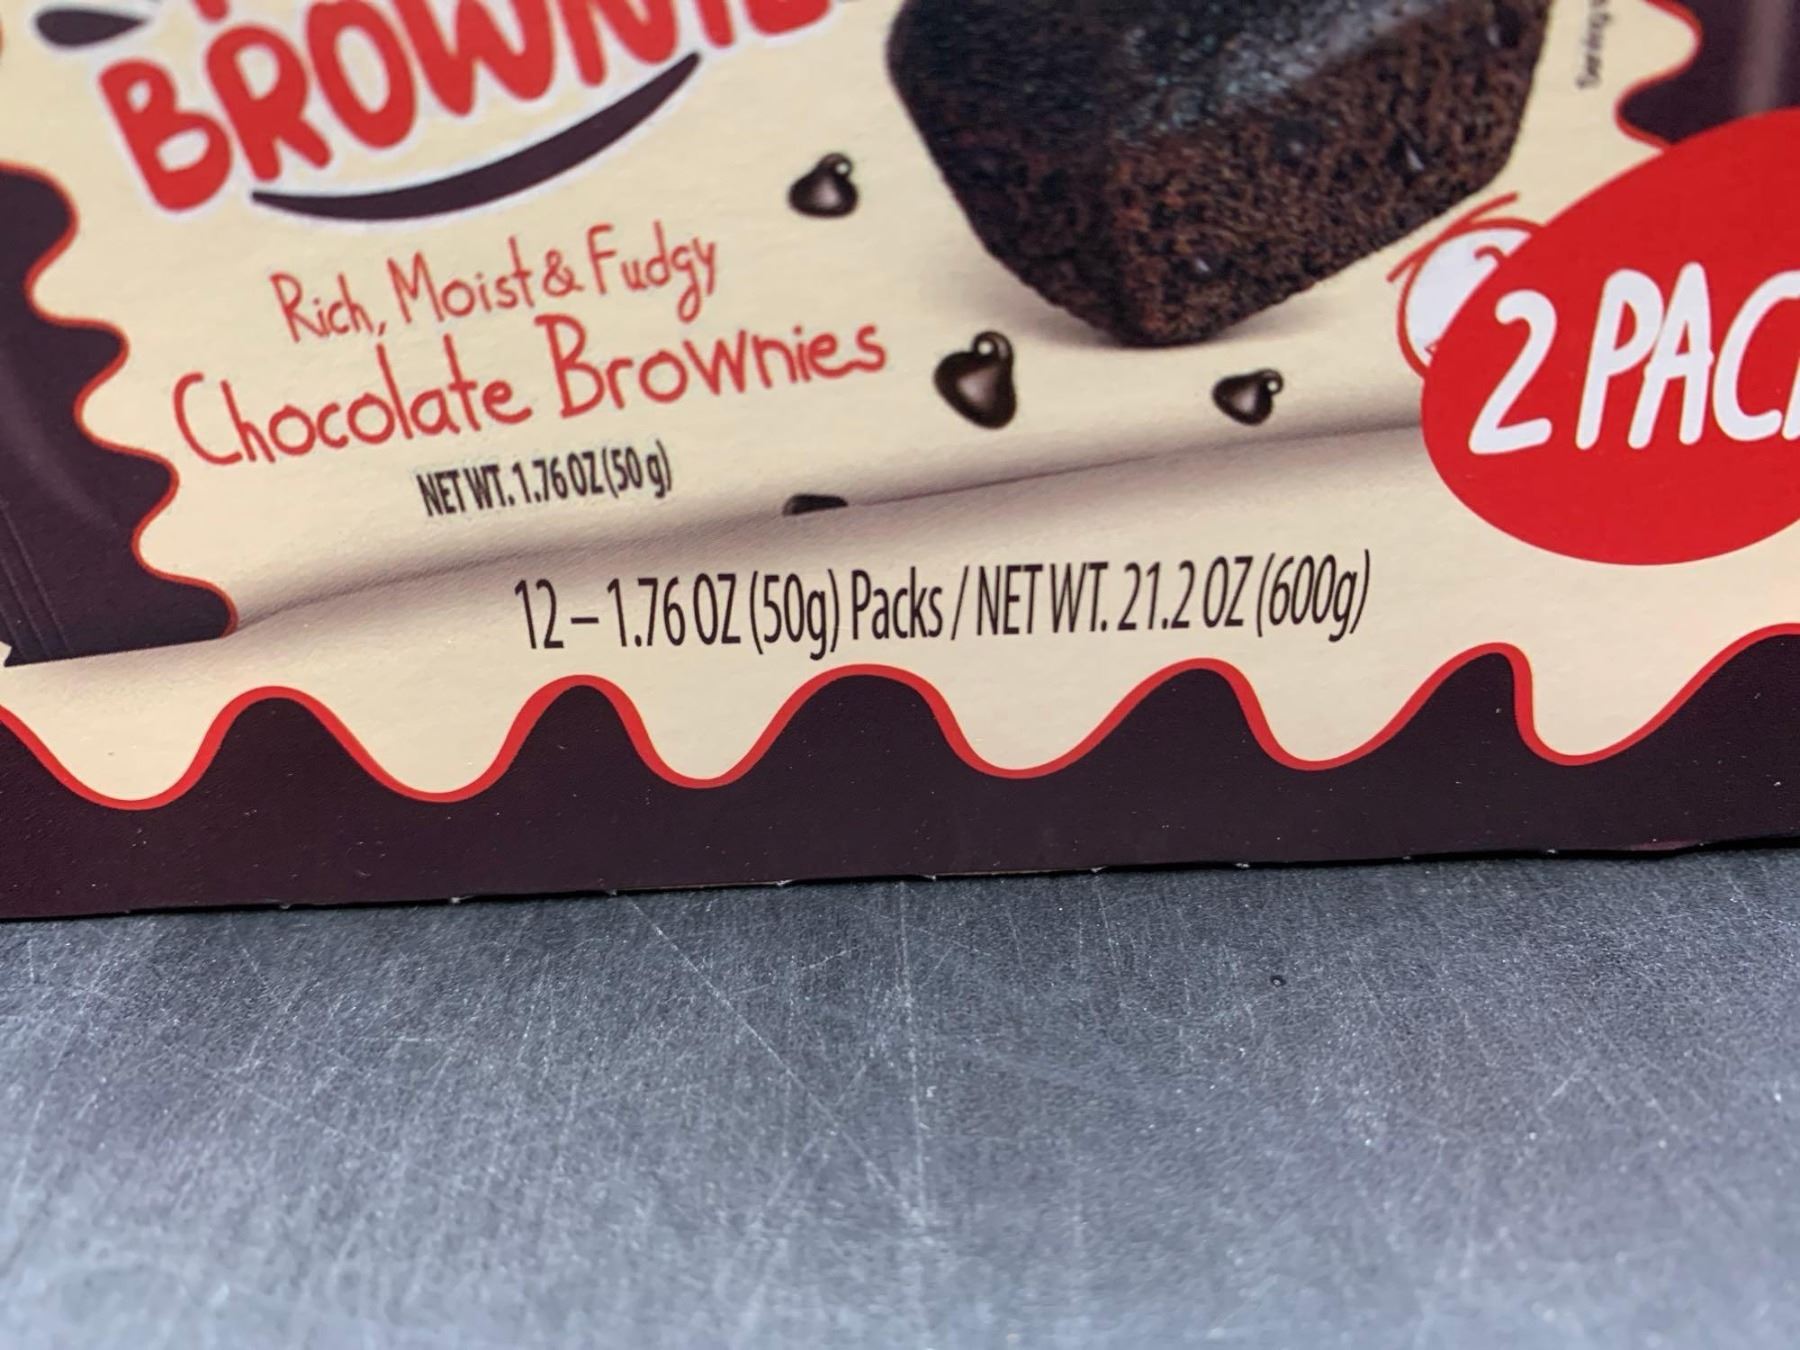 BROWNIE
Rich, Moist & Fudgy
Chocolate Brownies
NET WT. 1.76 OZ (50 g)
2 PAC
12 – 1.76 OZ (50g) Packs / NET WT. 21.2 OZ (600g)